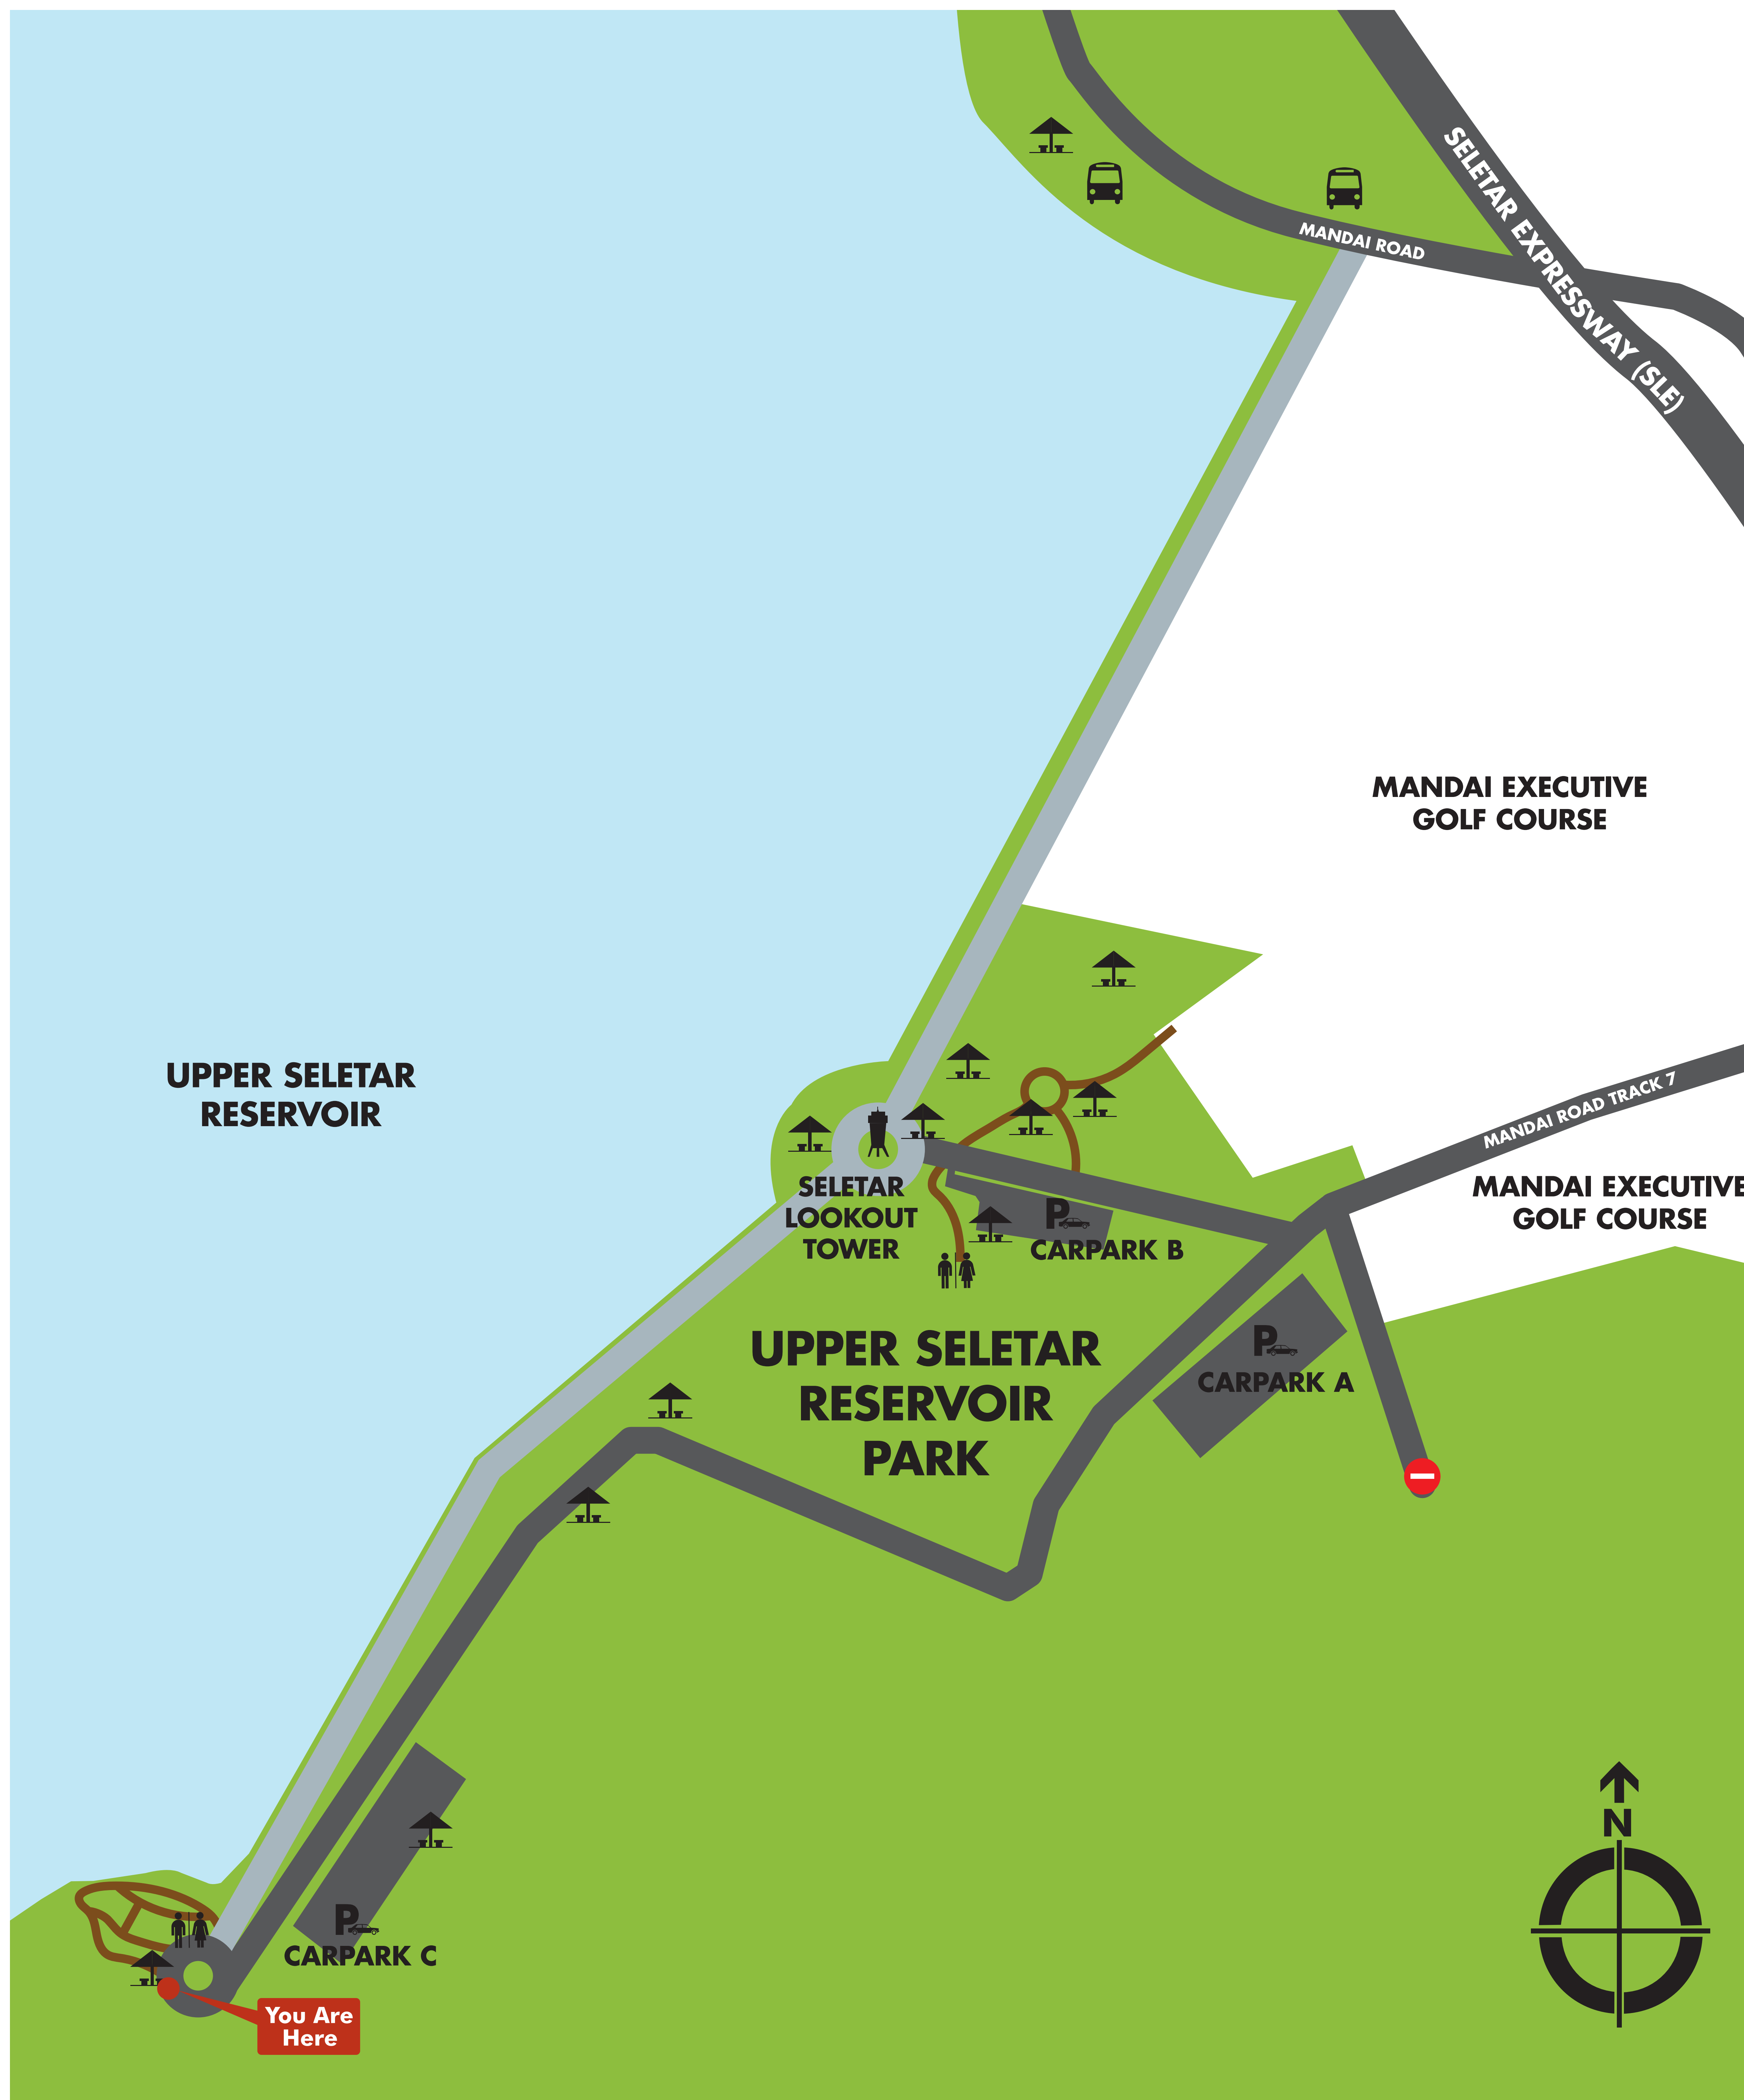 SELETAR EXPRESSWAY (SLE)
MANDAI ROAD
MANDAI EXECUTIVE
GOLF COURSE
UPPER SELETAR
RESERVOIR
MANDAI ROAD TRACK 7
MANDAI EXECUTIVE
GOLF COURSE
SELETAR
LOOKOUT
TOWER
P
CARPARK B
UPPER SELETAR
RESERVOIR
PARK
P
CARPARK A
N
P
CARPARK C
You Are
Here